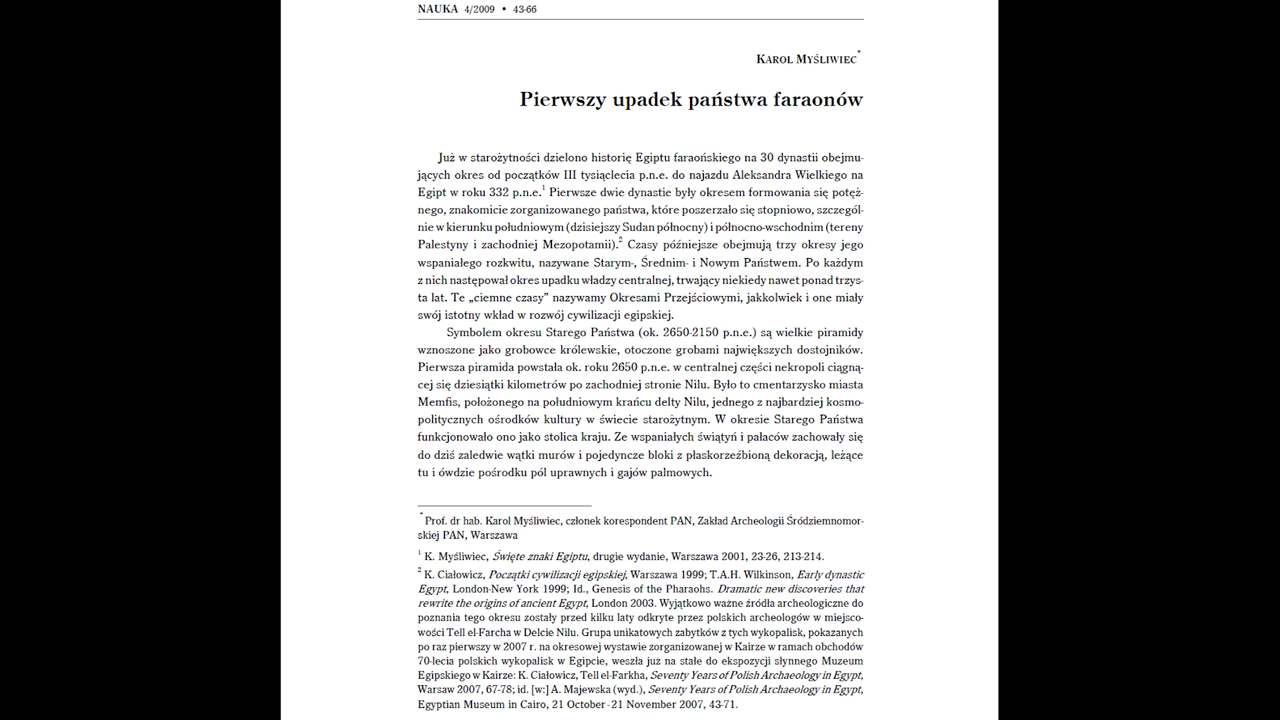 NAUKA 4/2009 • 43-66
KAROL MYŚLIWIEC*
Pierwszy upadek państwa faraonów
Już w starożytności dzielono historię Egiptu faraońskiego na 30 dynastii obejmu-
jących okres od początków III tysiąclecia p.n.e. do najazdu Aleksandra Wielkiego na
Egipt w roku 332 p.n.e.1 Pierwsze dwie dynastie były okresem formowania się potęż-
nego, znakomicie zorganizowanego państwa, które poszerzało się stopniowo, szczegól-
nie w kierunku południowym (dzisiejszy Sudan północny) i północno-wschodnim (tereny
Palestyny i zachodniej Mezopotamii).2 Czasy późniejsze obejmują trzy okresy jego
wspaniałego rozkwitu, nazywane Starym-, Średnim- i Nowym Państwem. Po każdym
z nich następował okres upadku władzy centralnej, trwający niekiedy nawet ponad trzys-
ta lat. Te „ciemne czasy” nazywamy Okresami Przejściowymi, jakkolwiek i one miały
swój istotny wkład w rozwój cywilizacji egipskiej.
Symbolem okresu Starego Państwa (ok. 2650-2150 p.n.e.) są wielkie piramidy
wznoszone jako grobowce królewskie, otoczone grobami największych dostojników.
Pierwsza piramida powstała ok. roku 2650 p.n.e. w centralnej części nekropoli ciągną-
cej się dziesiątki kilometrów po zachodniej stronie Nilu. Było to cmentarzysko miasta
Memfis, położonego na południowym krańcu delty Nilu, jednego z najbardziej kosmo-
politycznych ośrodków kultury w świecie starożytnym. W okresie Starego Państwa
funkcjonowało ono jako stolica kraju. Ze wspaniałych świątyń i pałaców zachowały się
do dziś zaledwie wątki murów i pojedyncze bloki z płaskorzeźbioną dekoracją, leżące
tu i ówdzie pośrodku pól uprawnych i gajów palmowych.
* Prof. dr hab. Karol Myśliwiec, członek korespondent PAN, Zakład Archeologii Śródziemnomor-
skiej PAN, Warszawa
1 K. Myśliwiec, Święte znaki Egiptu, drugie wydanie, Warszawa 2001, 23-26, 213-214.
2 K. Ciałowicz, Początki cywilizacji egipskiej, Warszawa 1999; T.A.H. Wilkinson, Early dynastic
Egypt, London-New York 1999; Id., Genesis of the Pharaohs. Dramatic new discoveries that
rewrite the origins of ancient Egypt, London 2003. Wyjątkowo ważne źródła archeologiczne do
poznania tego okresu zostały przed kilku laty odkryte przez polskich archeologów w miejsco-
wości Tell el-Farcha w Delcie Nilu. Grupa unikatowych zabytków z tych wykopalisk, pokazanych
po raz pierwszy w 2007 r. na okresowej wystawie zorganizowanej w Kairze w ramach obchodów
70-lecia polskich wykopalisk w Egipcie, weszła już na stałe do ekspozycji słynnego Muzeum
Egipskiego w Kairze: K. Ciałowicz, Tell el-Farkha, Seventy Years of Polish Archaeology in Egypt,
Warsaw 2007, 67-78; id. [w:] A. Majewska (wyd.), Seventy Years of Polish Archaeology in Egypt,
Egyptian Museum in Cairo, 21 October - 21 November 2007, 43-71.